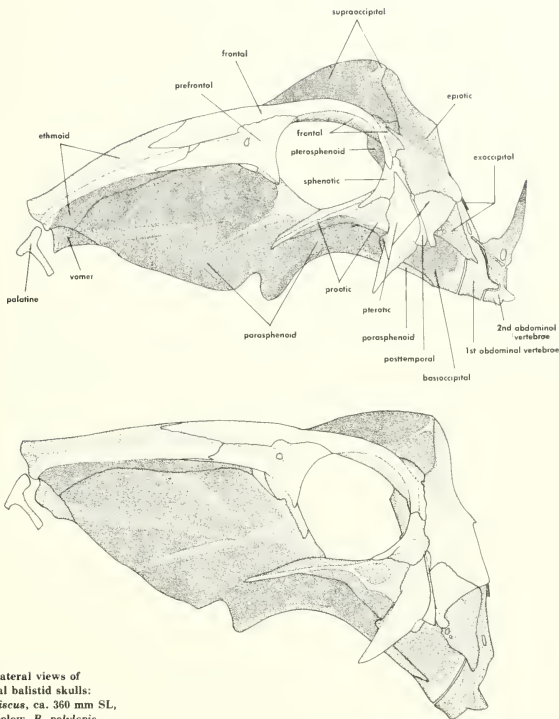 supraoccipital
frontal
prefrontal
epiotic
ethmoid
frontal
pterosphenoid
exoccipital
sphenotic
vomer
prootic
palatine
pterotic
2nd abdominal
vertebrae
parasphenoid
parasphenoid
1st abdominal vertebrae
posttemporal
basioccipital
ateral views of
al balistid skulls:
iscus, ca. 360 mm SL,
elow, B. polylepis